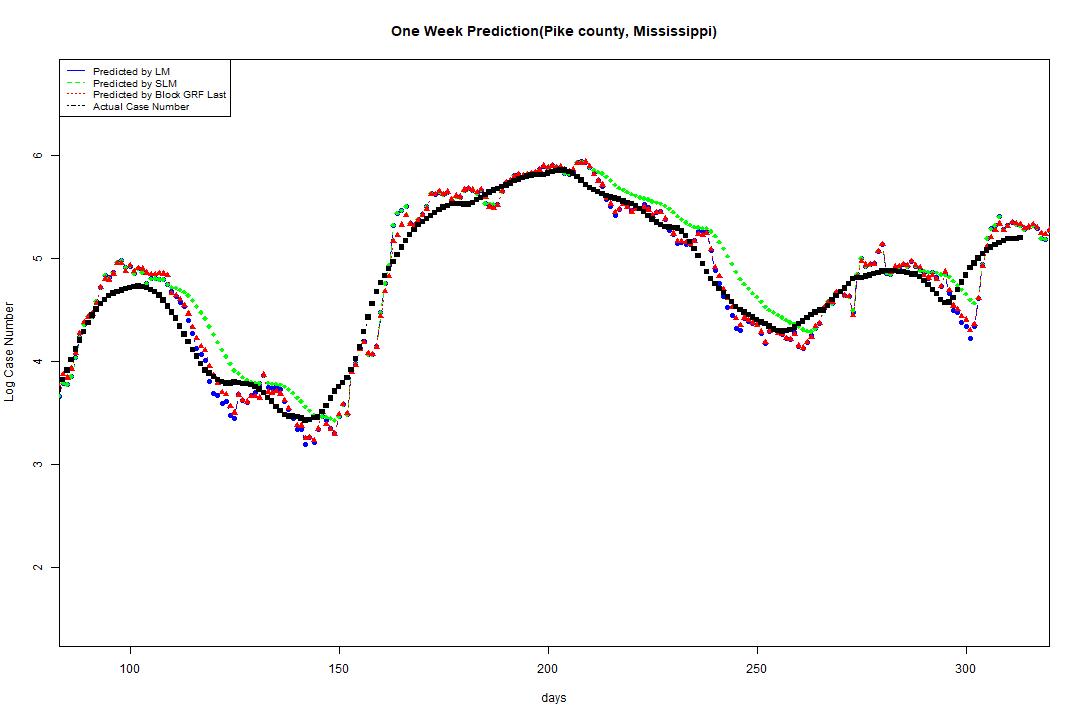 One Week Prediction(Pike county, Mississippi)
Predicted by LM
Predicted by SLM
Predicted by Block GRF Last
Actual Case Number
6
5
4
3
2
Log Case Number
100 150 200 250 300
days